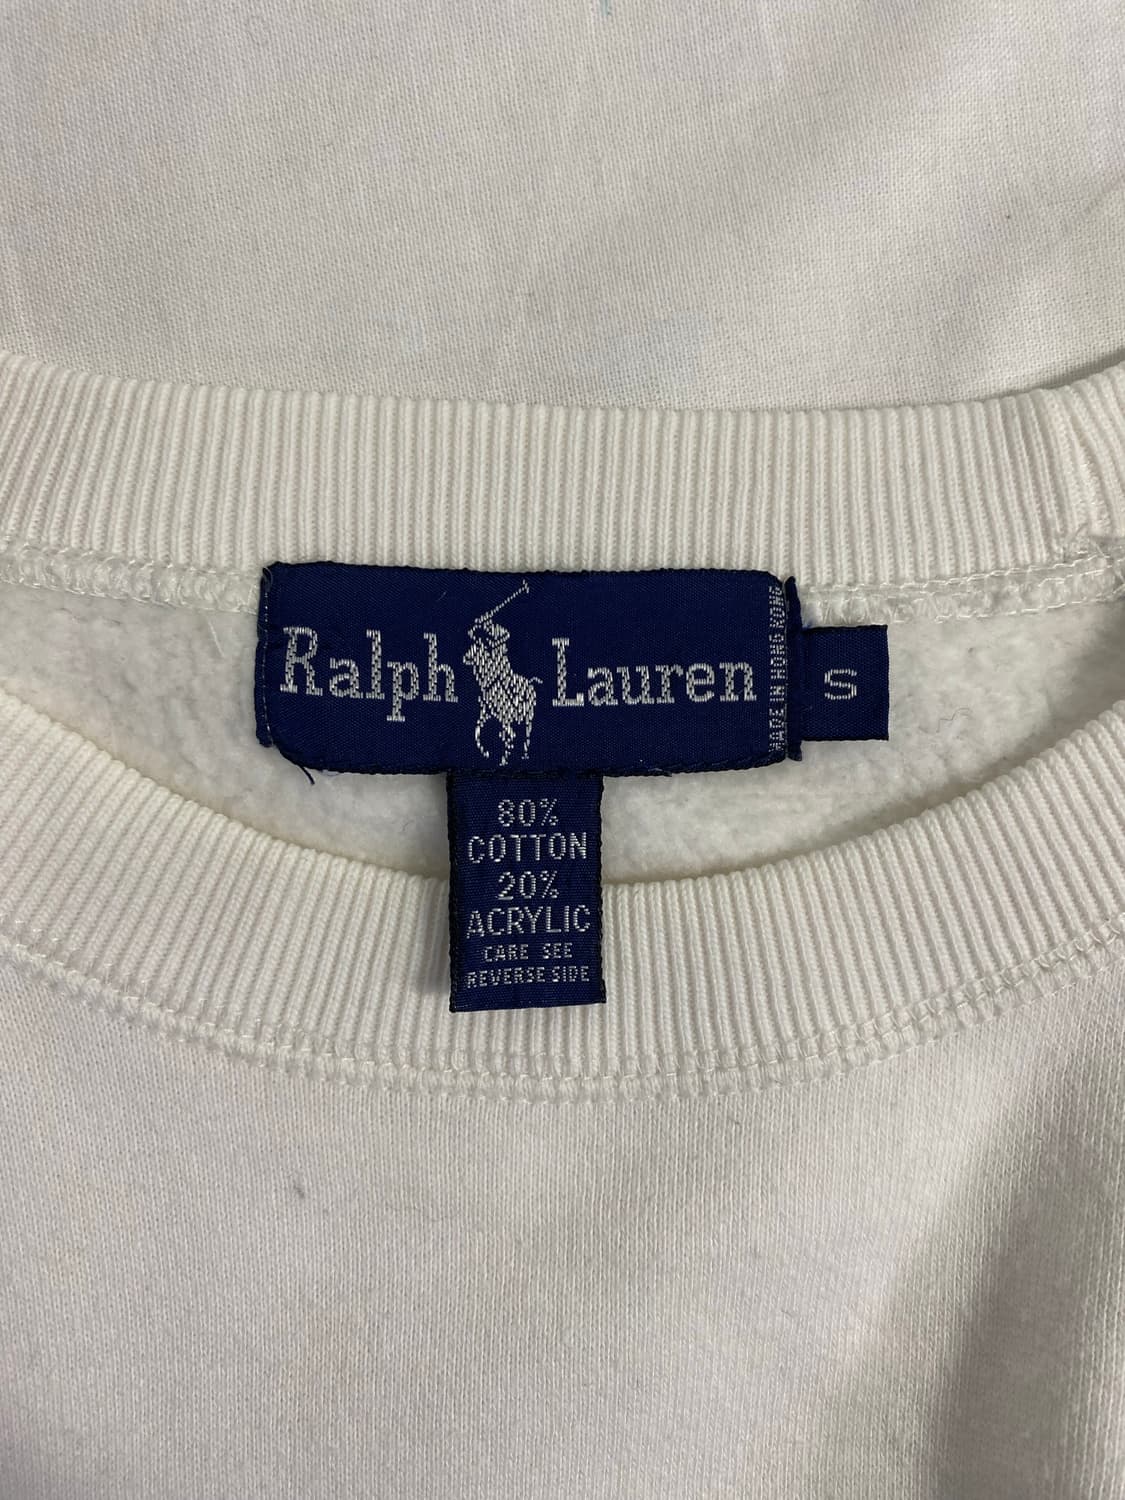 Ralph Lauren
MADE IN HONG KONG
S
80%
COTTON
20%
ACRYLIC
CARE SEE
REVERSE SIDE